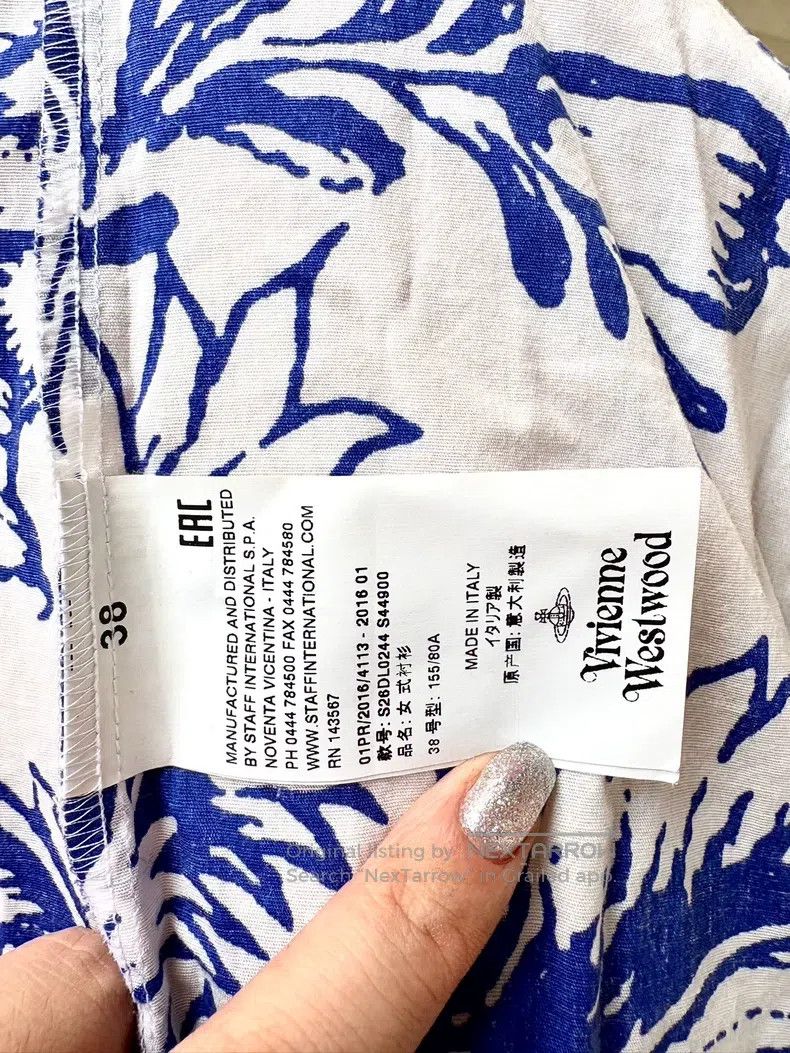 38
EAC
MANUFACTURED AND DISTRIBUTED
BY STAFF INTERNATIONAL S.P.A.
NOVENTA VICENTINA - ITALY
PH 0444 784500 FAX 0444 784580
WWW.STAFFINTERNATIONAL.COM
RN 143567
01PR/2016/4113 - 2016 01
款号: S26DL0244 S44900
品名: 女式衬衫
38 号型: 155/80A
MADE IN ITALY
イタリア製
原产国: 意大利製造
Vivienne
Westwood
Original listing by NEXTARROW
Search "NexTarrow" in Grailed app